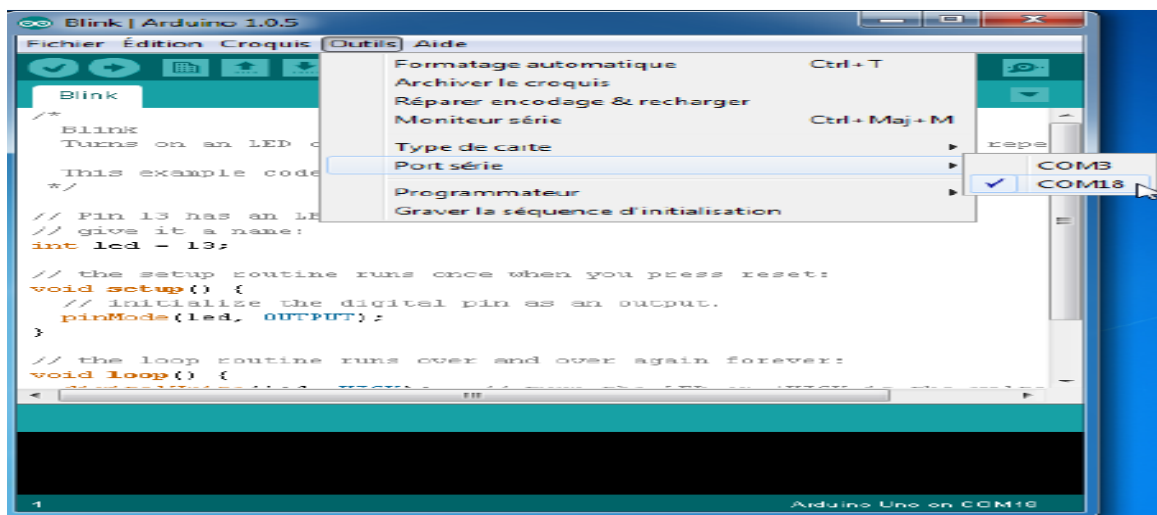 Blink | Arduino 1.0.5
Fichier Édition Croquis Outils Aide
Formatage automatique Ctrl+T
Archiver le croquis
Réparer encodage & recharger
Moniteur série Ctrl+Maj+M
Type de carte
Port série
COM3
COM18
Programmateur
Graver la séquence d'initialisation
Blink
/*
Blink
Turns on an LED repe
This example code
*/
// Pin 13 has an LE
// give it a name:
int led = 13;
// the setup routine runs once when you press reset:
void setup() {
// initialize the digital pin as an output.
pinMode(led, OUTPUT);
}
// the loop routine runs over and over again forever:
void loop() {
1
Arduino Uno on COM18